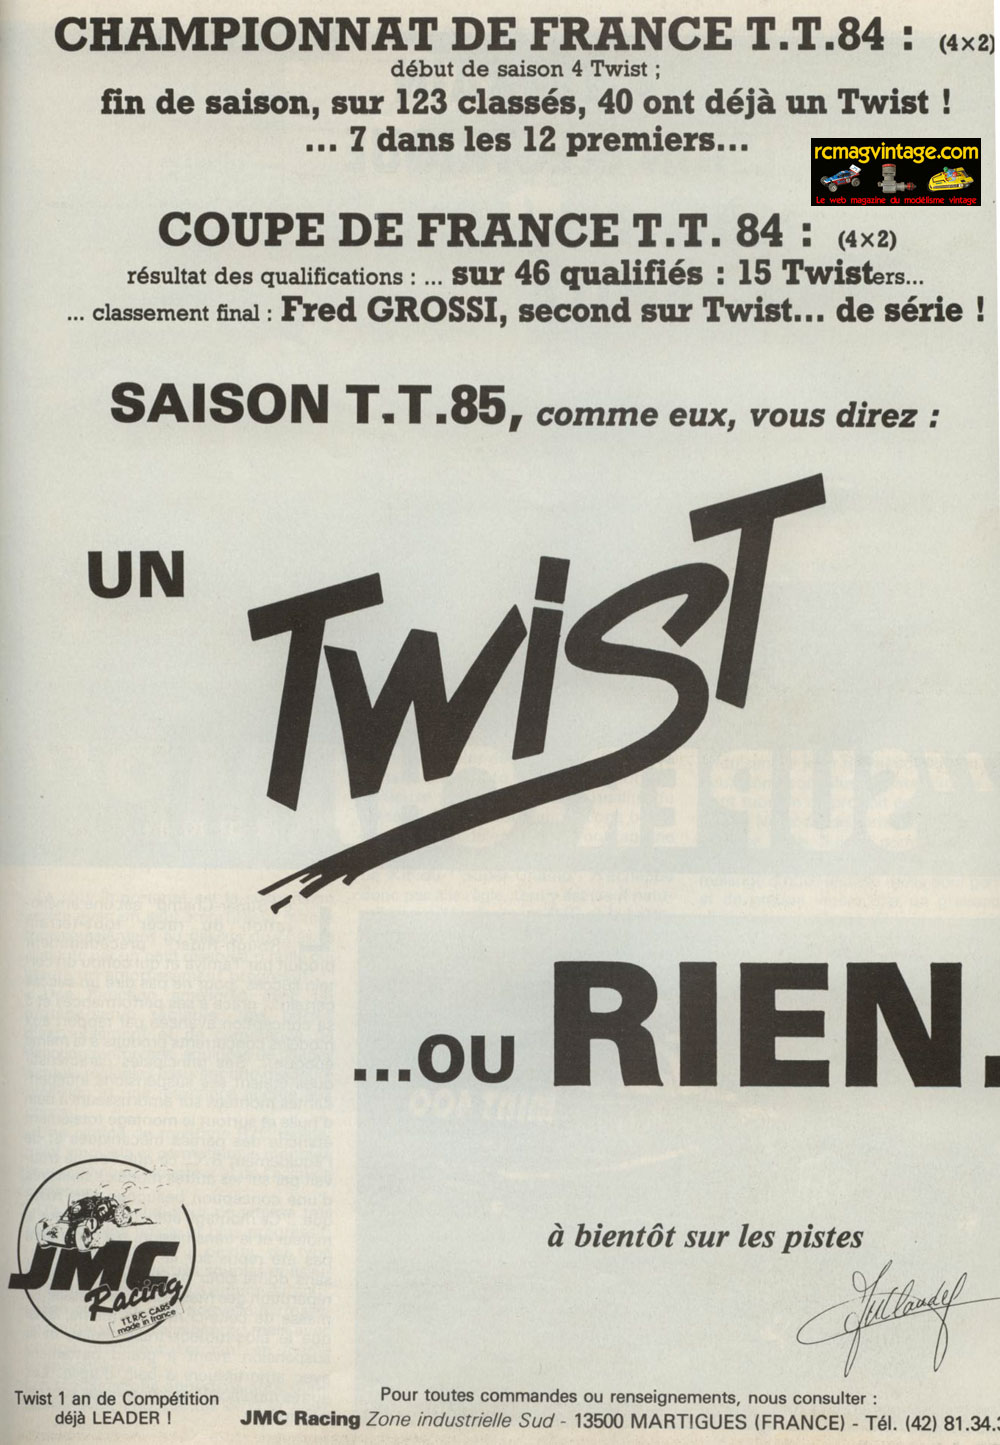 CHAMPIONNAT DE FRANCE T.T.84 : (4×2)
début de saison 4 Twist ;
fin de saison, sur 123 classés, 40 ont déjà un Twist !
... 7 dans les 12 premiers...
rcmagvintage.com
Le web magazine du modélisme vintage
COUPE DE FRANCE T.T. 84 : (4×2)
résultat des qualifications : ... sur 46 qualifiés : 15 Twisters...
... classement final : Fred GROSSI, second sur Twist... de série !
SAISON T.T.85, comme eux, vous direz :
UN
TWiST
...OU RIEN.
à bientôt sur les pistes
JMC
Racing
T.T. R/C CARS
made in france
Twist 1 an de Compétition
déjà LEADER !
Pour toutes commandes ou renseignements, nous consulter :
JMC Racing Zone industrielle Sud - 13500 MARTIGUES (FRANCE) - Tél. (42) 81.34.